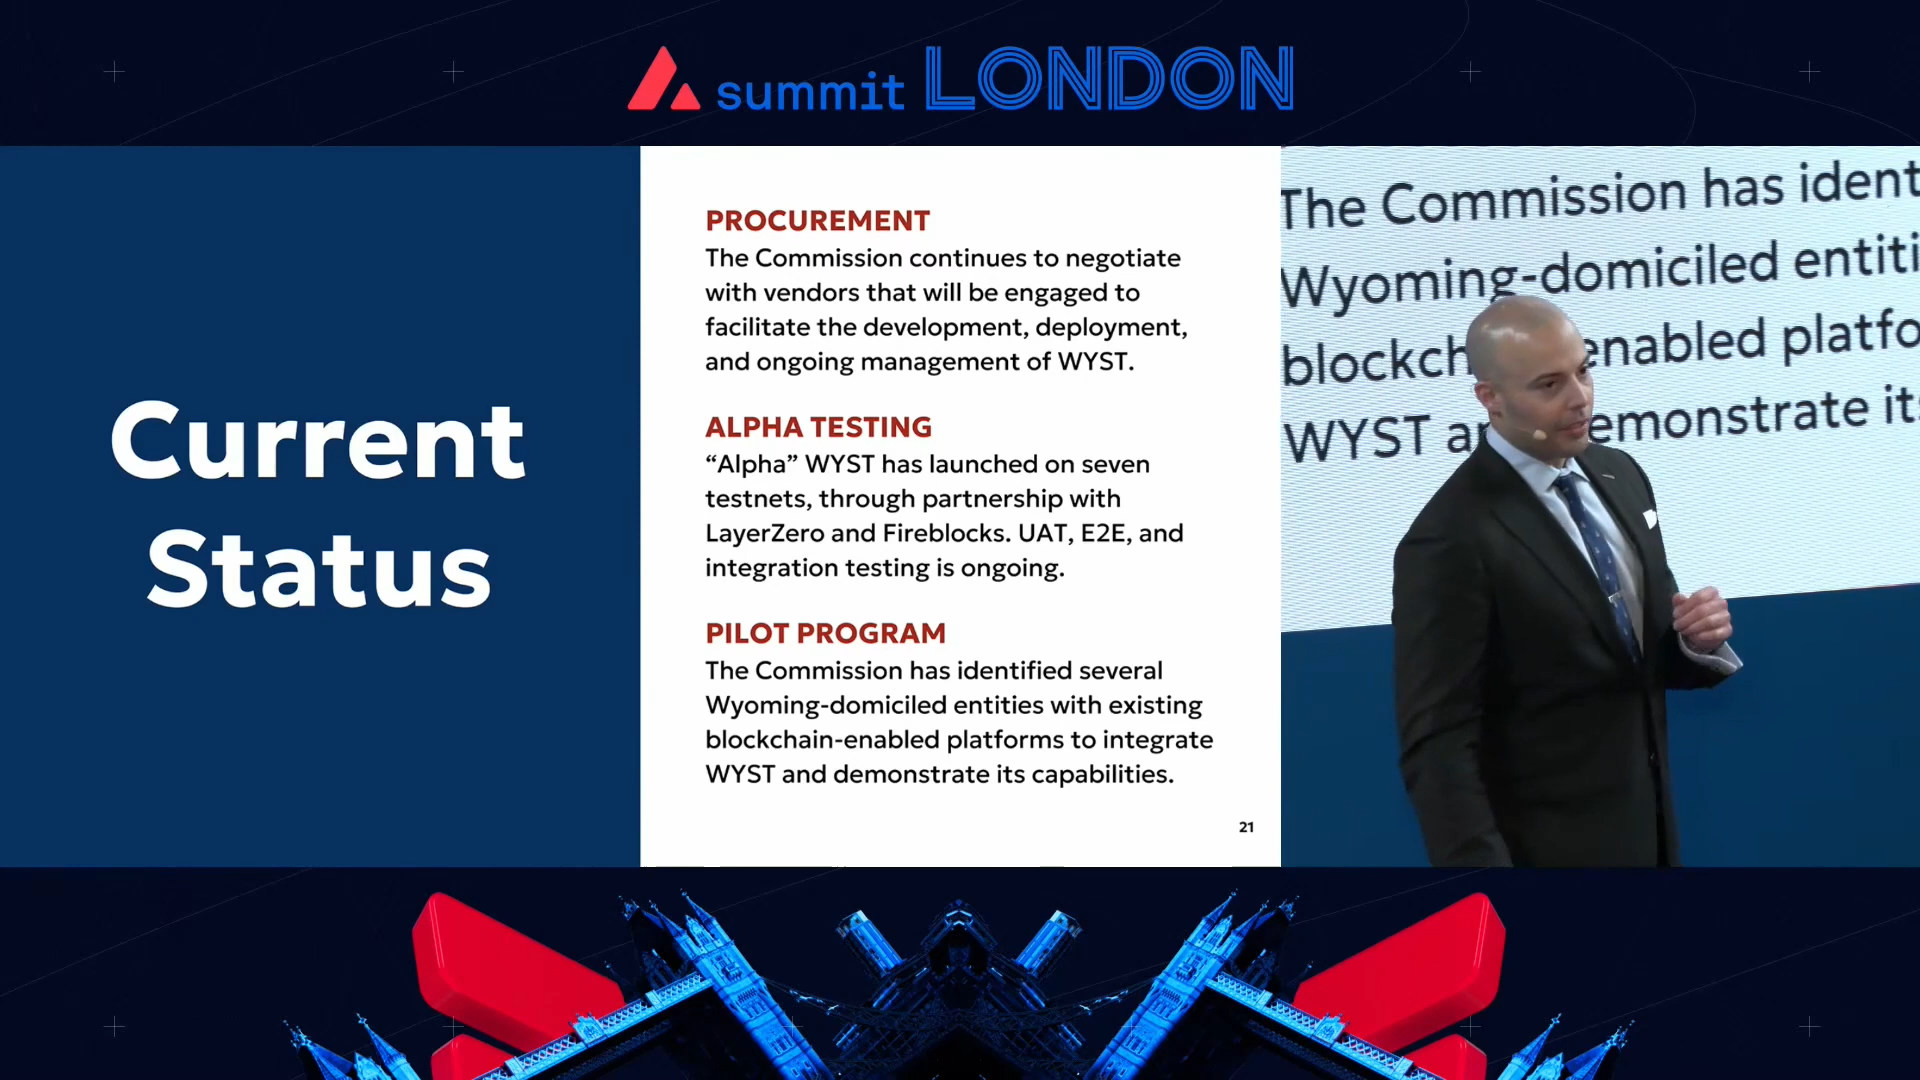 summit LONDON
Current
Status
PROCUREMENT
The Commission continues to negotiate
with vendors that will be engaged to
facilitate the development, deployment,
and ongoing management of WYST.
ALPHA TESTING
“Alpha” WYST has launched on seven
testnets, through partnership with
LayerZero and Fireblocks. UAT, E2E, and
integration testing is ongoing.
PILOT PROGRAM
The Commission has identified several
Wyoming-domiciled entities with existing
blockchain-enabled platforms to integrate
WYST and demonstrate its capabilities.
21
The Commission has ident
Wyoming-domiciled entiti
blockch enabled platfo
WYST a emonstrate it